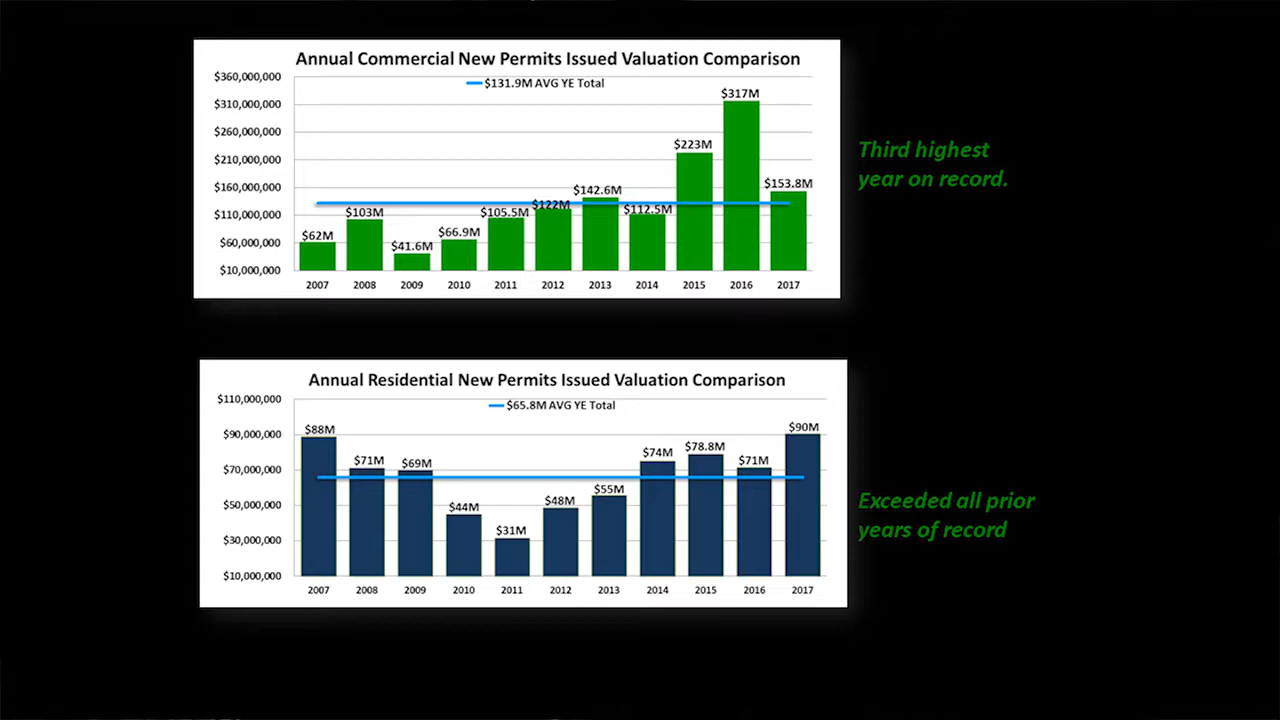 Annual Commercial New Permits Issued Valuation Comparison
$131.9M AVG YE Total
$360,000,000
$310,000,000
$260,000,000
$210,000,000
$160,000,000
$110,000,000
$60,000,000
$10,000,000
$62M
$103M
$41.6M
$66.9M
$105.5M
$122M
$142.6M
$112.5M
$223M
$317M
$153.8M
2007 2008 2009 2010 2011 2012 2013 2014 2015 2016 2017
Third highest
year on record.
Annual Residential New Permits Issued Valuation Comparison
$65.8M AVG YE Total
$110,000,000
$90,000,000
$70,000,000
$50,000,000
$30,000,000
$10,000,000
$88M
$71M
$69M
$44M
$31M
$48M
$55M
$74M
$78.8M
$71M
$90M
2007 2008 2009 2010 2011 2012 2013 2014 2015 2016 2017
Exceeded all prior
years of record